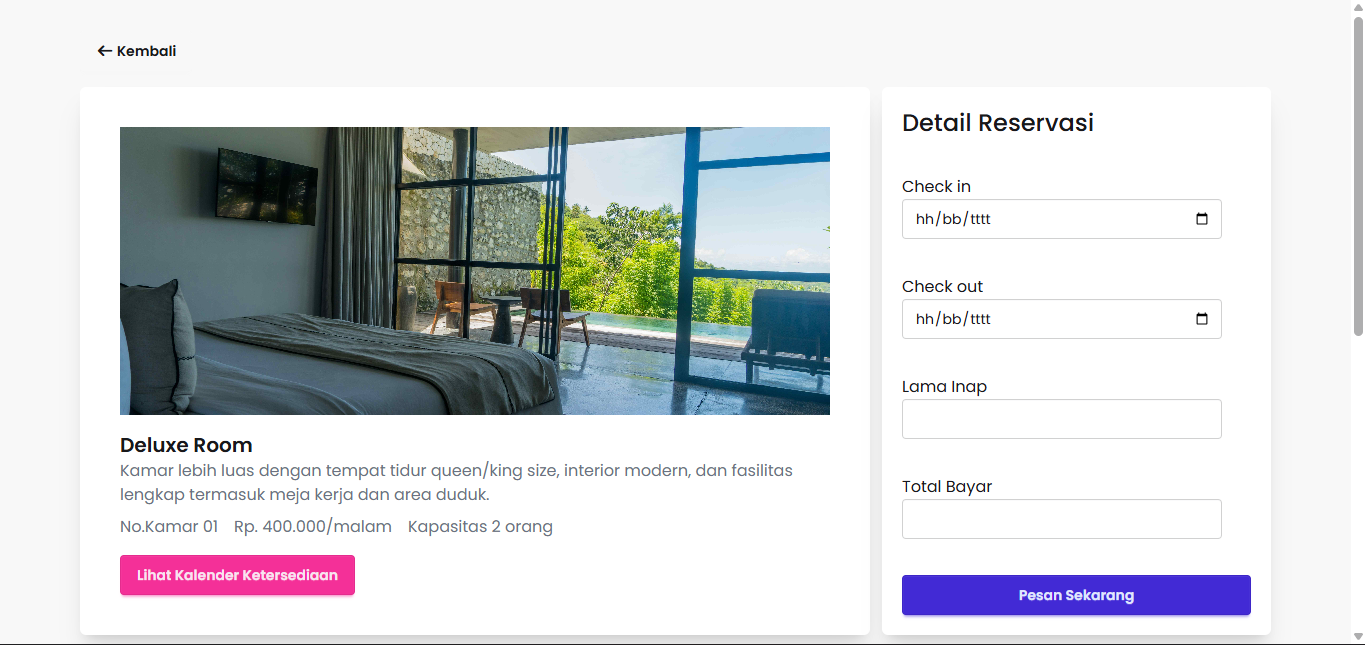 ← Kembali
Deluxe Room
Kamar lebih luas dengan tempat tidur queen/king size, interior modern, dan fasilitas
lengkap termasuk meja kerja dan area duduk.
No.Kamar 01 Rp. 400.000/malam Kapasitas 2 orang
Lihat Kalender Ketersediaan
Detail Reservasi
Check in
hh/bb/tttt
Check out
hh/bb/tttt
Lama Inap
Total Bayar
Pesan Sekarang